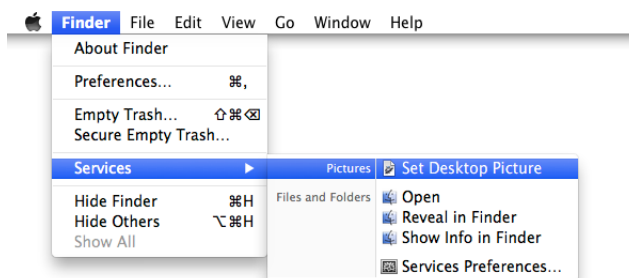 Finder File Edit View Go Window Help
About Finder
Preferences... ⌘,
Empty Trash... ⇧⌘⌫
Secure Empty Trash...
Services ▶
Pictures Set Desktop Picture
Hide Finder ⌘H
Files and Folders Open
Hide Others ⌥⌘H
Reveal in Finder
Show All
Show Info in Finder
Services Preferences...